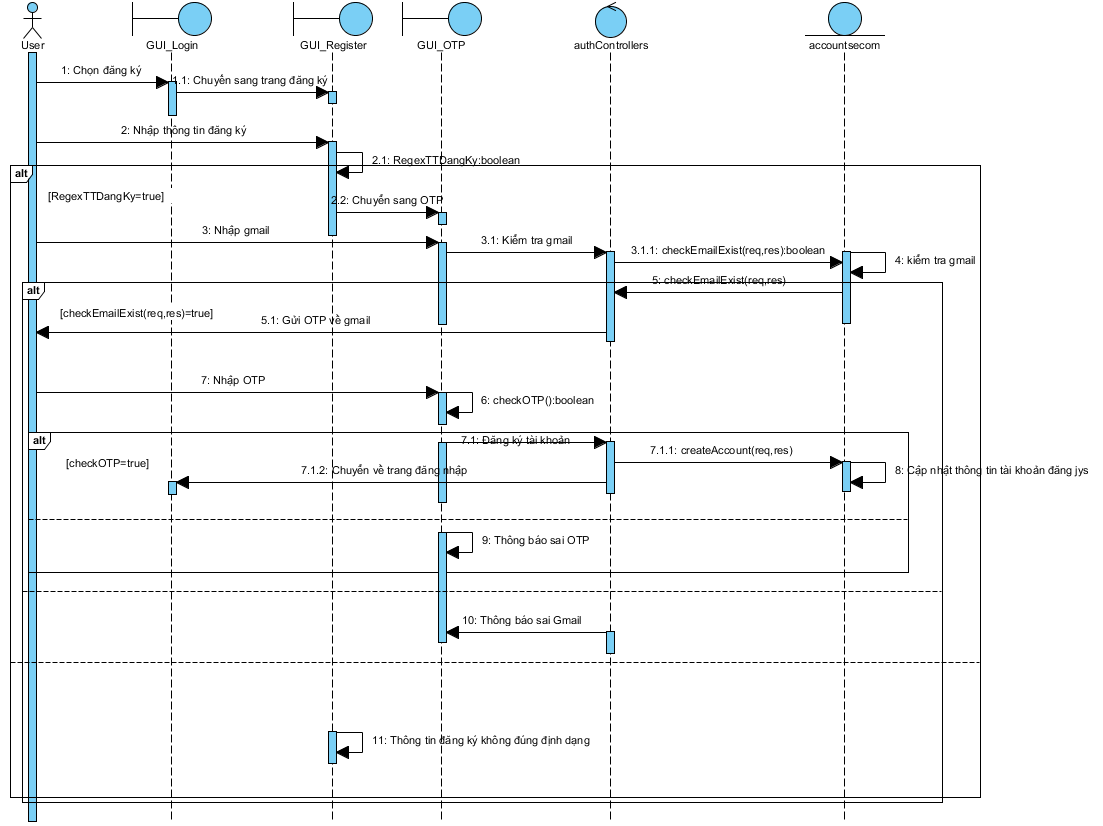 User
GUI_Login
GUI_Register
GUI_OTP
authControllers
accountsecom
1: Chọn đăng ký
1.1: Chuyển sang trang đăng ký
2: Nhập thông tin đăng ký
2.1: RegexTTDangKy:boolean
alt
[RegexTTDangKy=true]
2.2: Chuyển sang OTP
3: Nhập gmail
3.1: Kiểm tra gmail
3.1.1: checkEmailExist(req,res):boolean
4: kiểm tra gmail
5: checkEmailExist(req,res)
alt
[checkEmailExist(req,res)=true]
5.1: Gửi OTP về gmail
7: Nhập OTP
6: checkOTP():boolean
alt
7.1: Đăng ký tài khoản
7.1.1: createAccount(req,res)
[checkOTP=true]
7.1.2: Chuyển về trang đăng nhập
8: Cập nhật thông tin tài khoản đăng jys
9: Thông báo sai OTP
10: Thông báo sai Gmail
11: Thông tin đăng ký không đúng định dạng